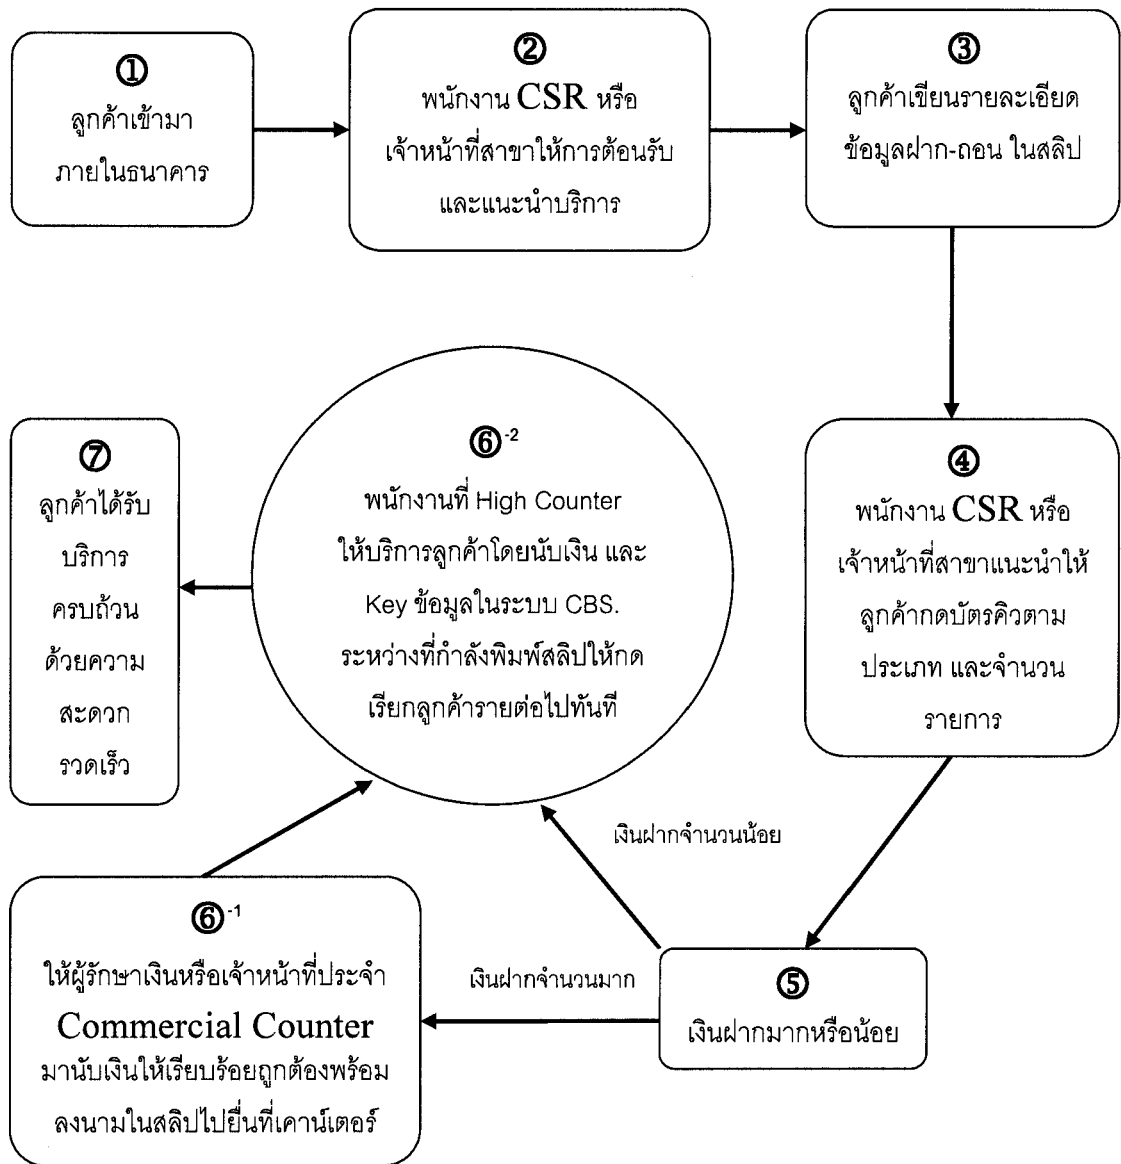 ①
ลูกค้าเข้ามา
ภายในธนาคาร
②
พนักงาน CSR หรือ
เจ้าหน้าที่สาขาให้การต้อนรับ
และแนะนำบริการ
③
ลูกค้าเขียนรายละเอียด
ข้อมูลฝาก-ถอน ในสลิป
④
พนักงาน CSR หรือ
เจ้าหน้าที่สาขาแนะนำให้
ลูกค้ากดบัตรคิวตาม
ประเภท และจำนวน
รายการ
⑤
เงินฝากมากหรือน้อย
เงินฝากจำนวนมาก
เงินฝากจำนวนน้อย
⑥-1
ให้ผู้รักษาเงินหรือเจ้าหน้าที่ประจำ
Commercial Counter
มานับเงินให้เรียบร้อยถูกต้องพร้อม
ลงนามในสลิปไปยื่นที่เคาน์เตอร์
⑥-2
พนักงานที่ High Counter
ให้บริการลูกค้าโดยนับเงิน และ
Key ข้อมูลในระบบ CBS.
ระหว่างที่กำลังพิมพ์สลิปให้กด
เรียกลูกค้ารายต่อไปทันที
⑦
ลูกค้าได้รับ
บริการ
ครบถ้วน
ด้วยความ
สะดวก
รวดเร็ว